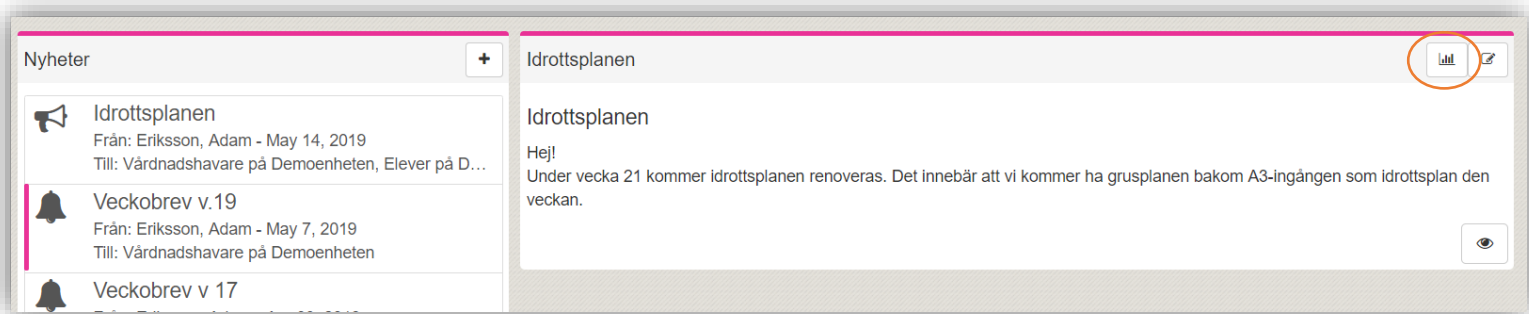 Nyheter
Idrottsplanen
Från: Eriksson, Adam - May 14, 2019
Till: Vårdnadshavare på Demoenheten, Elever på D...
Veckobrev v.19
Från: Eriksson, Adam - May 7, 2019
Till: Vårdnadshavare på Demoenheten
Veckobrev v 17
Idrottsplanen
Idrottsplanen
Hej!
Under vecka 21 kommer idrottsplanen renoveras. Det innebär att vi kommer ha grusplanen bakom A3-ingången som idrottsplan den
veckan.